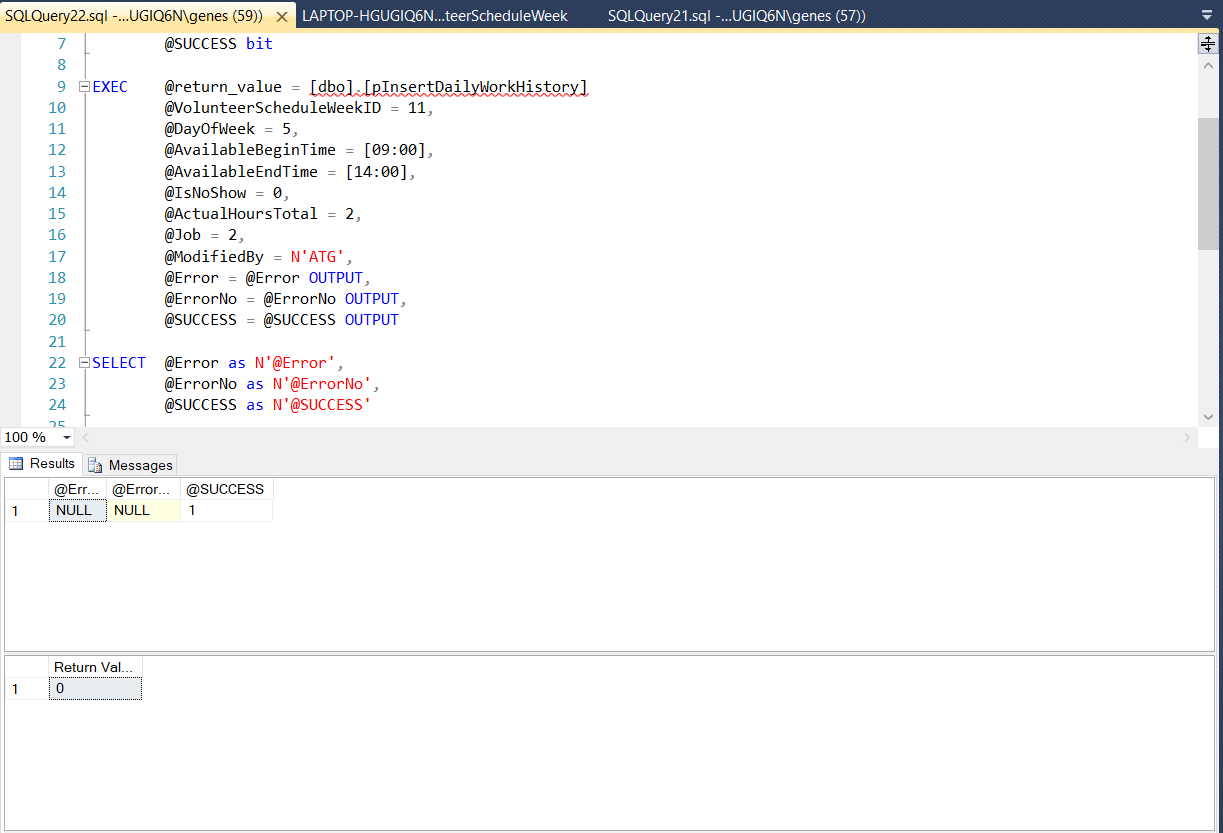 SQLQuery22.sql -...UGIQ6N\genes (59)) LAPTOP-HGUGIQ6N...teerScheduleWeek SQLQuery21.sql -...UGIQ6N\genes (57))
7 @SUCCESS bit
8
9 EXEC @return_value = [dbo].[pInsertDailyWorkHistory]
10 @VolunteerScheduleWeekID = 11,
11 @DayOfWeek = 5,
12 @AvailableBeginTime = [09:00],
13 @AvailableEndTime = [14:00],
14 @IsNoShow = 0,
15 @ActualHoursTotal = 2,
16 @Job = 2,
17 @ModifiedBy = N'ATG',
18 @Error = @Error OUTPUT,
19 @ErrorNo = @ErrorNo OUTPUT,
20 @SUCCESS = @SUCCESS OUTPUT
21
22 SELECT @Error as N'@Error',
23 @ErrorNo as N'@ErrorNo',
24 @SUCCESS as N'@SUCCESS'
25
100 %
Results Messages
@Err... @Error... @SUCCESS
1 NULL NULL 1
Return Val...
1 0